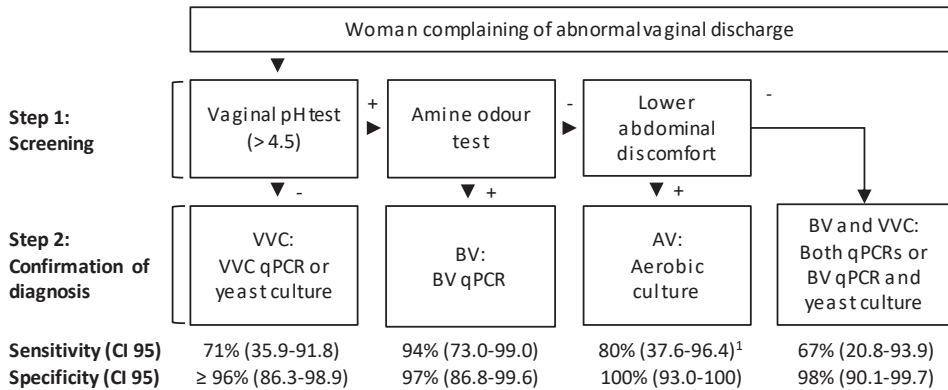 Woman complaining of abnormal vaginal discharge
Step 1:
Screening
Vaginal pH test
(> 4.5)
+
Amine odour
test
-
Lower
abdominal
discomfort
-
-
+
+
Step 2:
Confirmation of
diagnosis
VVC:
VVC qPCR or
yeast culture
BV:
BV qPCR
AV:
Aerobic
culture
BV and VVC:
Both qPCRs or
BV qPCR and
yeast culture
Sensitivity (CI 95) 71% (35.9-91.8) 94% (73.0-99.0) 80% (37.6-96.4)¹ 67% (20.8-93.9)
Specificity (CI 95) ≥ 96% (86.3-98.9) 97% (86.8-99.6) 100% (93.0-100) 98% (90.1-99.7)